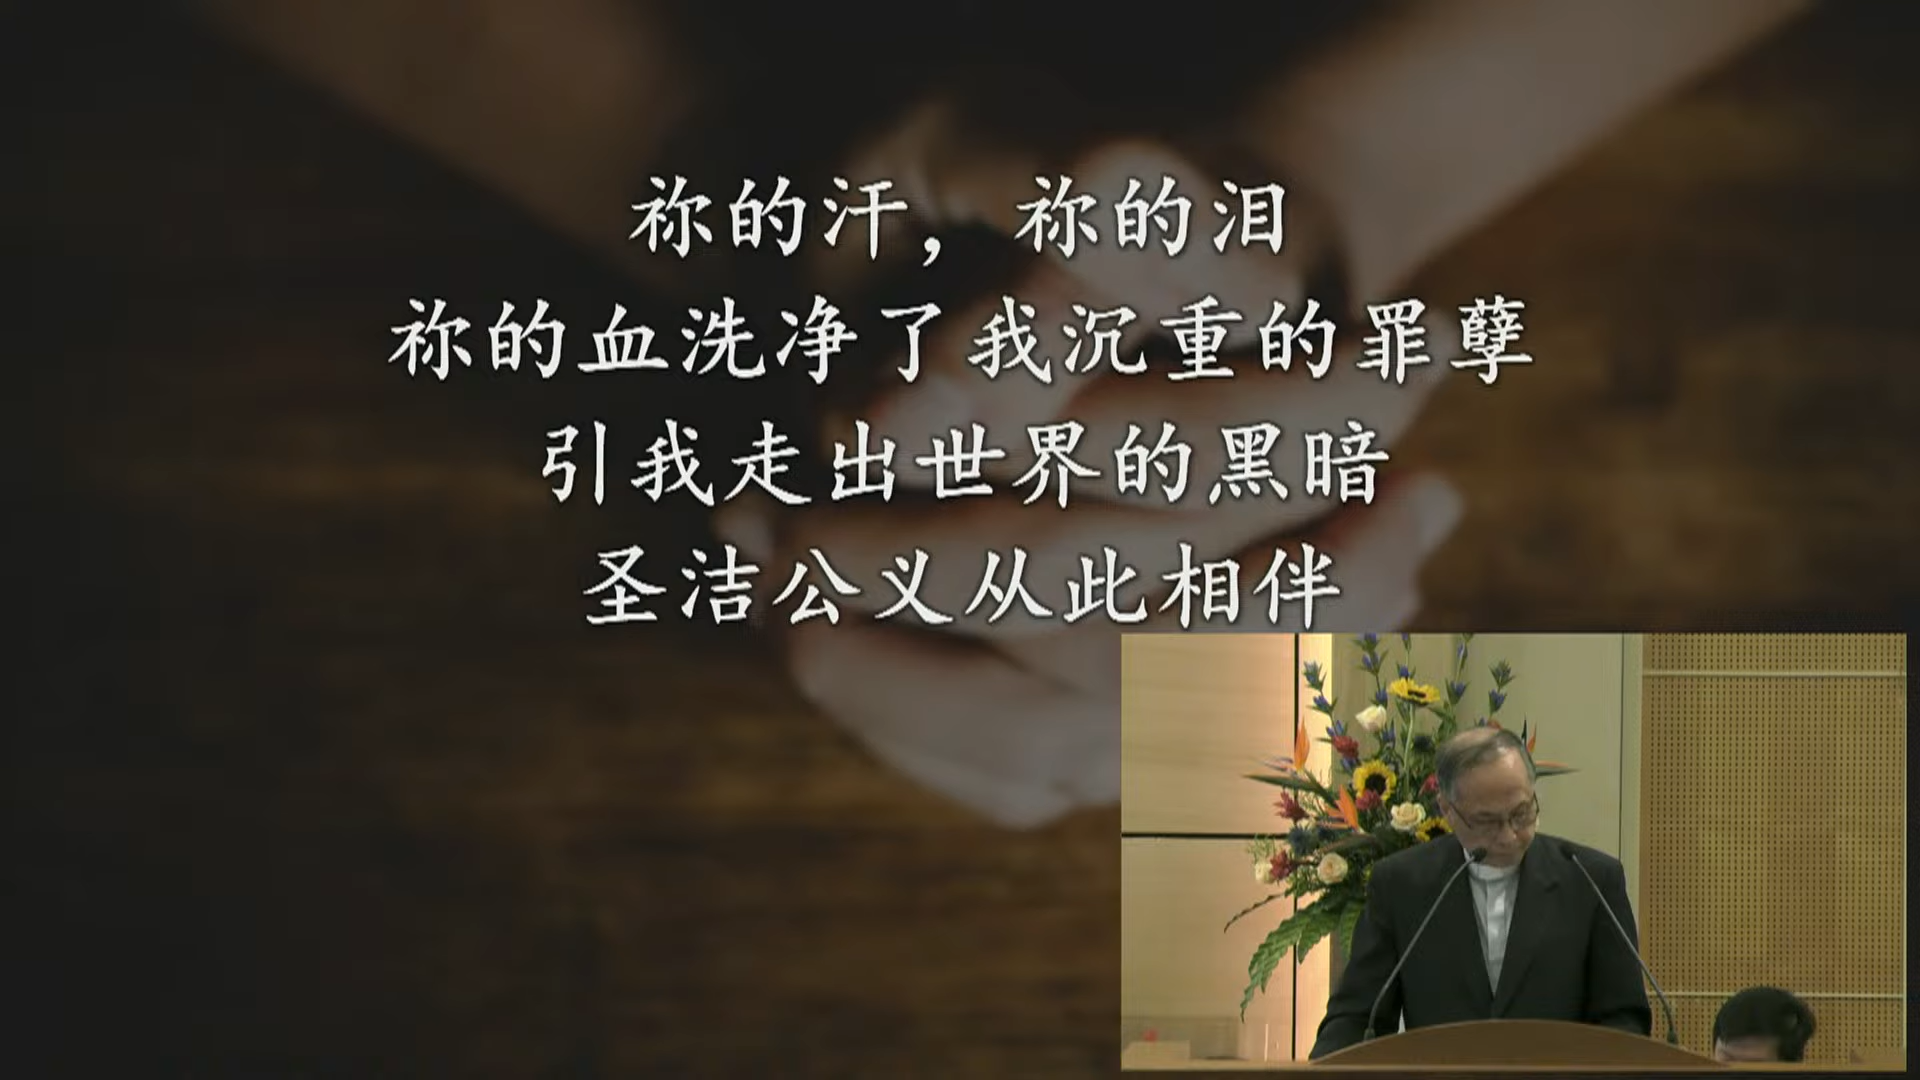 祢的汗，祢的泪
祢的血洗净了我沉重的罪孽
引我走出世界的黑暗
圣洁公义从此相伴